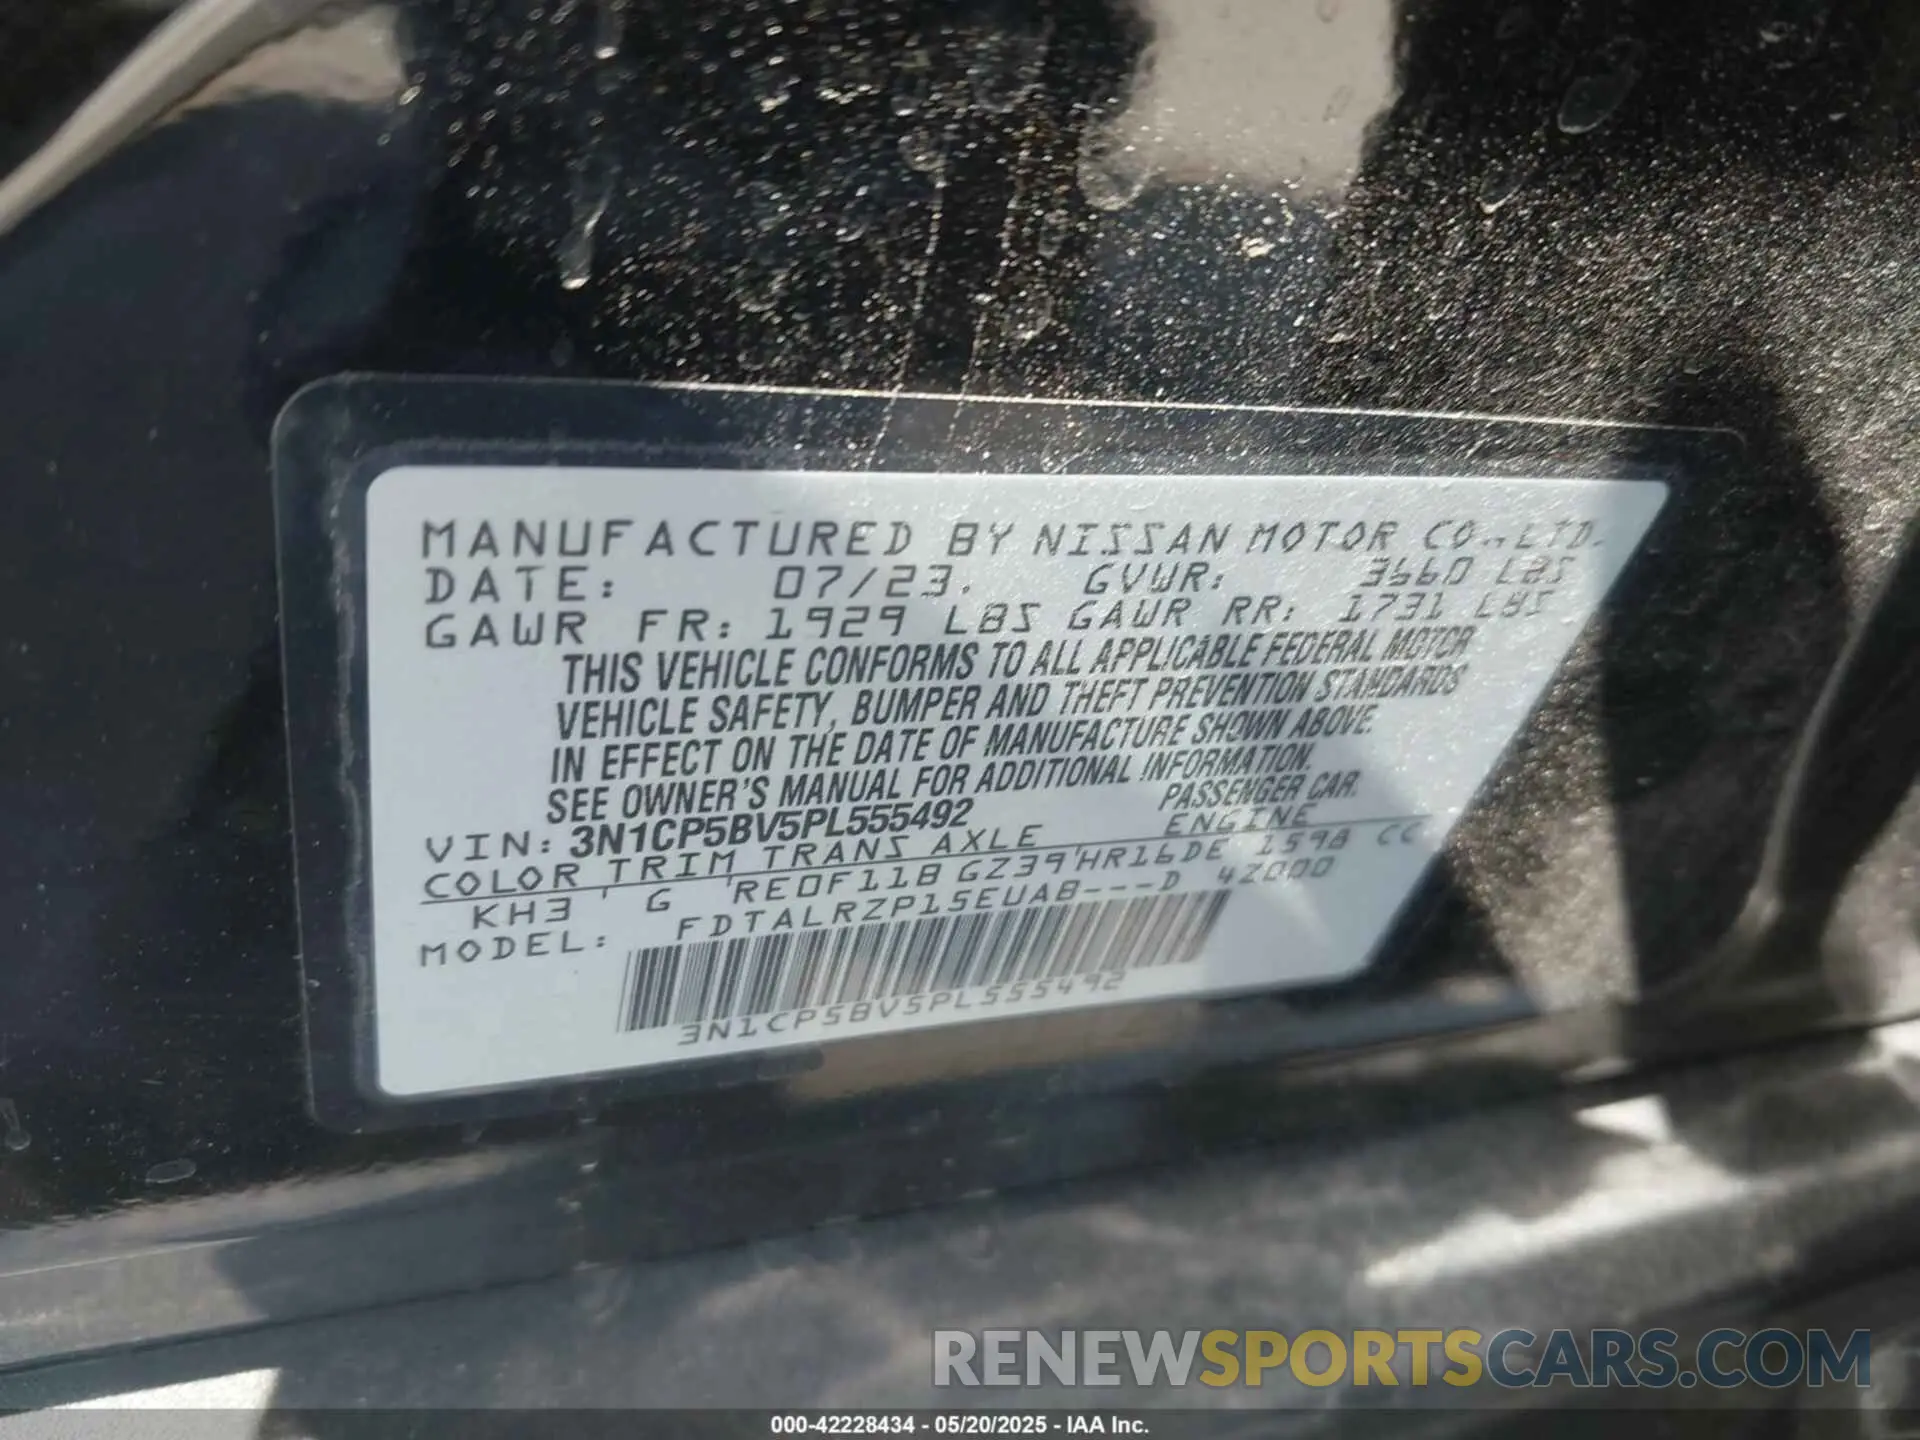 MANUFACTURED BY NISSAN MOTOR CO.,LTD.
DATE: 07/23. GVWR: 3660 LBS
GAWR FR: 1929 LBS GAWR RR: 1731 LBS
THIS VEHICLE CONFORMS TO ALL APPLICABLE FEDERAL MOTOR
VEHICLE SAFETY, BUMPER AND THEFT PREVENTION STANDARDS
IN EFFECT ON THE DATE OF MANUFACTURE SHOWN ABOVE.
SEE OWNER'S MANUAL FOR ADDITIONAL INFORMATION.
VIN: 3N1CP5BV5PL555492 PASSENGER CAR.
COLOR TRIM TRANS AXLE ENGINE
KH3 ' G 'RE0F11B GZ39'HR16DE 1598 CC
MODEL: FDTALRZP15EUAB---D 4Z000
3N1CP5BV5PL555492
RENEWSPORTSCARS.COM
000-42228434 - 05/20/2025 - IAA Inc.